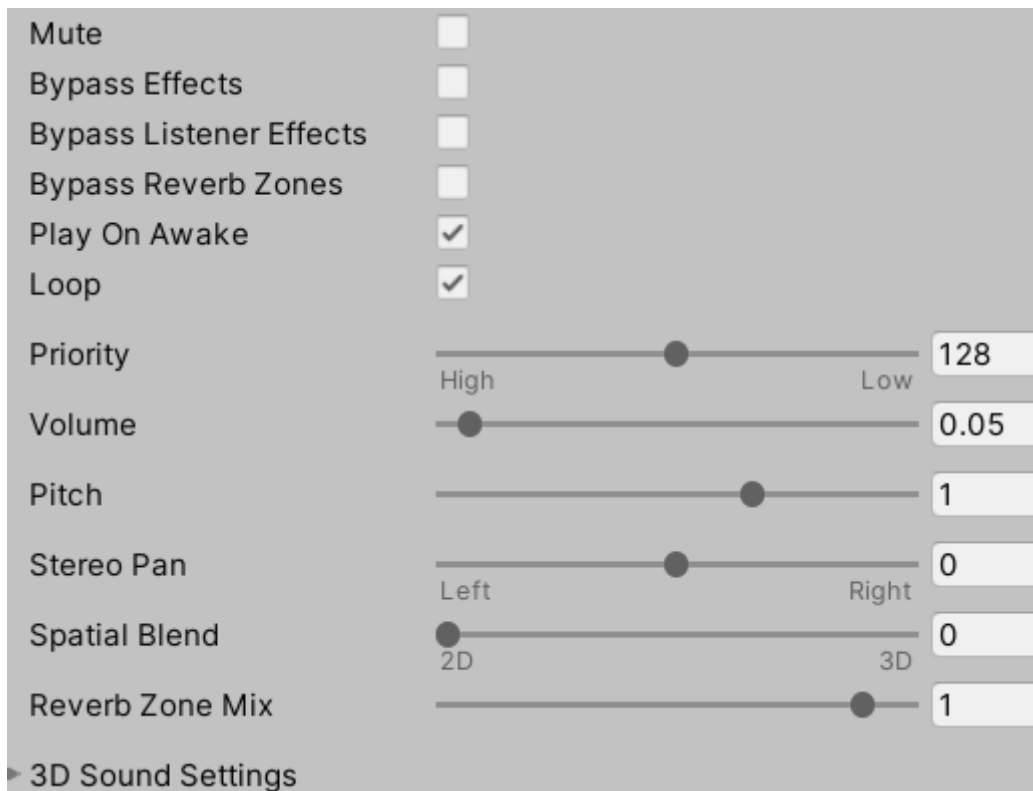 Mute
Bypass Effects
Bypass Listener Effects
Bypass Reverb Zones
Play On Awake
Loop
Priority 128
High Low
Volume 0.05
Pitch 1
Stereo Pan 0
Left Right
Spatial Blend 0
2D 3D
Reverb Zone Mix 1
3D Sound Settings